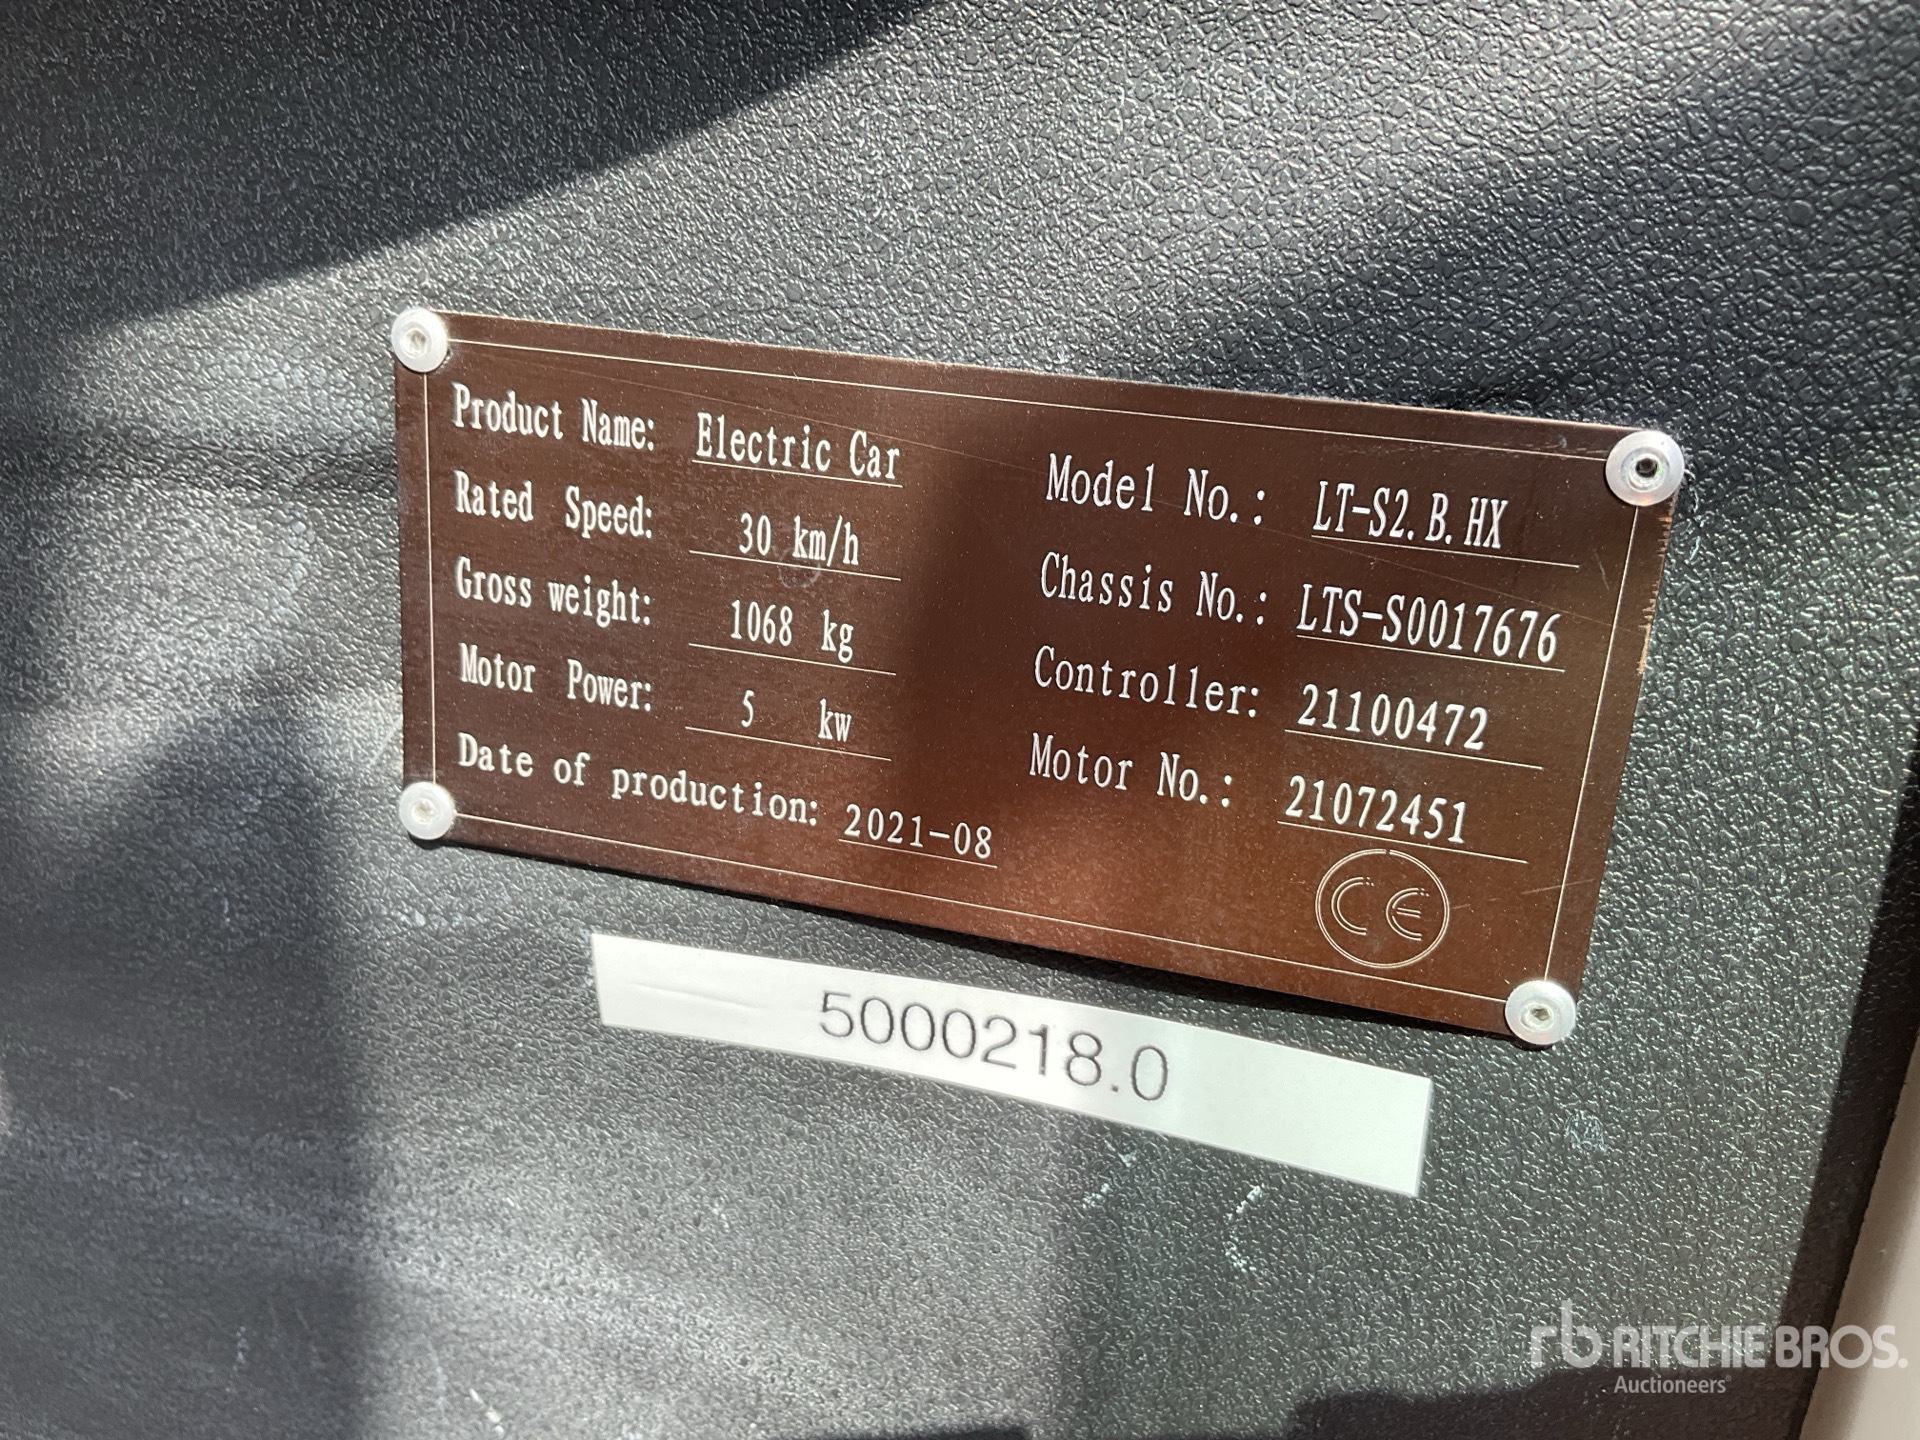 Product Name: Electric Car
Rated Speed: 30 km/h
Gross weight: 1068 kg
Motor Power: 5 kw
Date of production: 2021-08
Model No.: LT-S2.B.HX
Chassis No.: LTS-S0017676
Controller: 21100472
Motor No.: 21072451
CE
5000218.0
rb RITCHIE BROS.
Auctioneers